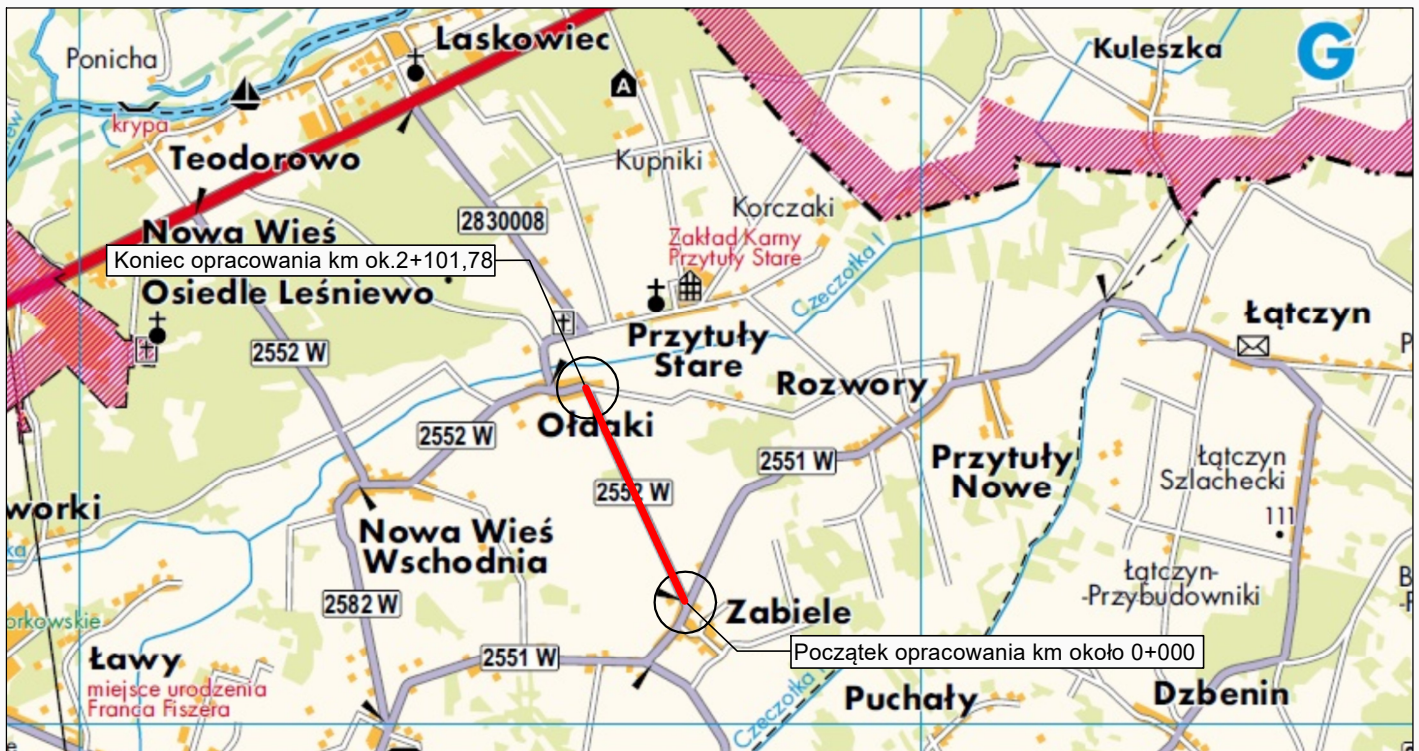 Laskowiec
Ponicha
Kuleszka
G
krypa
Teodorowo
A
Kupniki
2830008
Korczaki
Nowa Wieś
Zakład Karny
Przytuły Stare
Koniec opracowania km ok.2+101,78
Osiedle Leśniewo
Czeczotka I
Łątczyn
Przytuły
Stare
2552 W
Rozwory
Ołdaki
2552 W
2551 W
Przytuły
Nowe
Łątczyn
Szlachecki
2552 W
worki
111
Nowa Wieś
Wschodnia
Łątczyn-
-Przybudowniki
2582 W
Zabiele
orkowskie
Początek opracowania km około 0+000
2551 W
Ławy
miejsce urodzenia
Franca Fiszera
Puchały
Dzbenin
Czeczotka